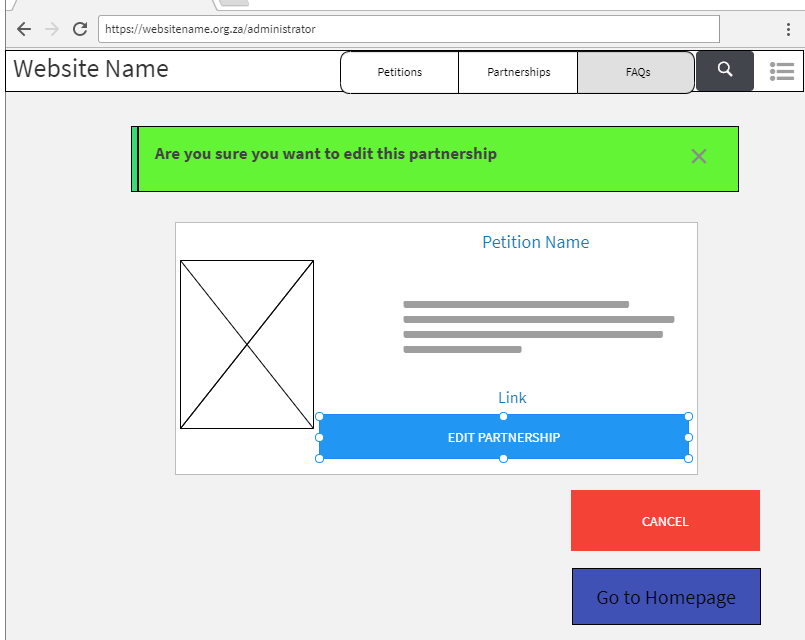 https://websitename.org.za/administrator
Website Name
Petitions
Partnerships
FAQs
Are you sure you want to edit this partnership
Petition Name
Link
EDIT PARTNERSHIP
CANCEL
Go to Homepage